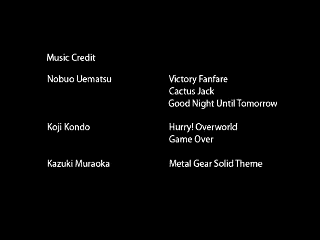 Music Credit
Nobuo Uematsu Victory Fanfare
Cactus Jack
Good Night Until Tomorrow
Koji Kondo Hurry! Overworld
Game Over
Kazuki Muraoka Metal Gear Solid Theme